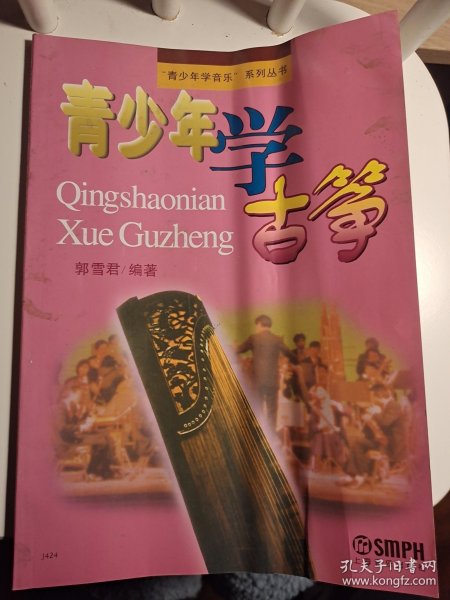 "青少年学音乐"系列丛书
青少年学
古筝
Qingshaonian
Xue Guzheng
郭雪君/编著
J424
SMPH
上
孔夫子旧书网
www.kongfz.com